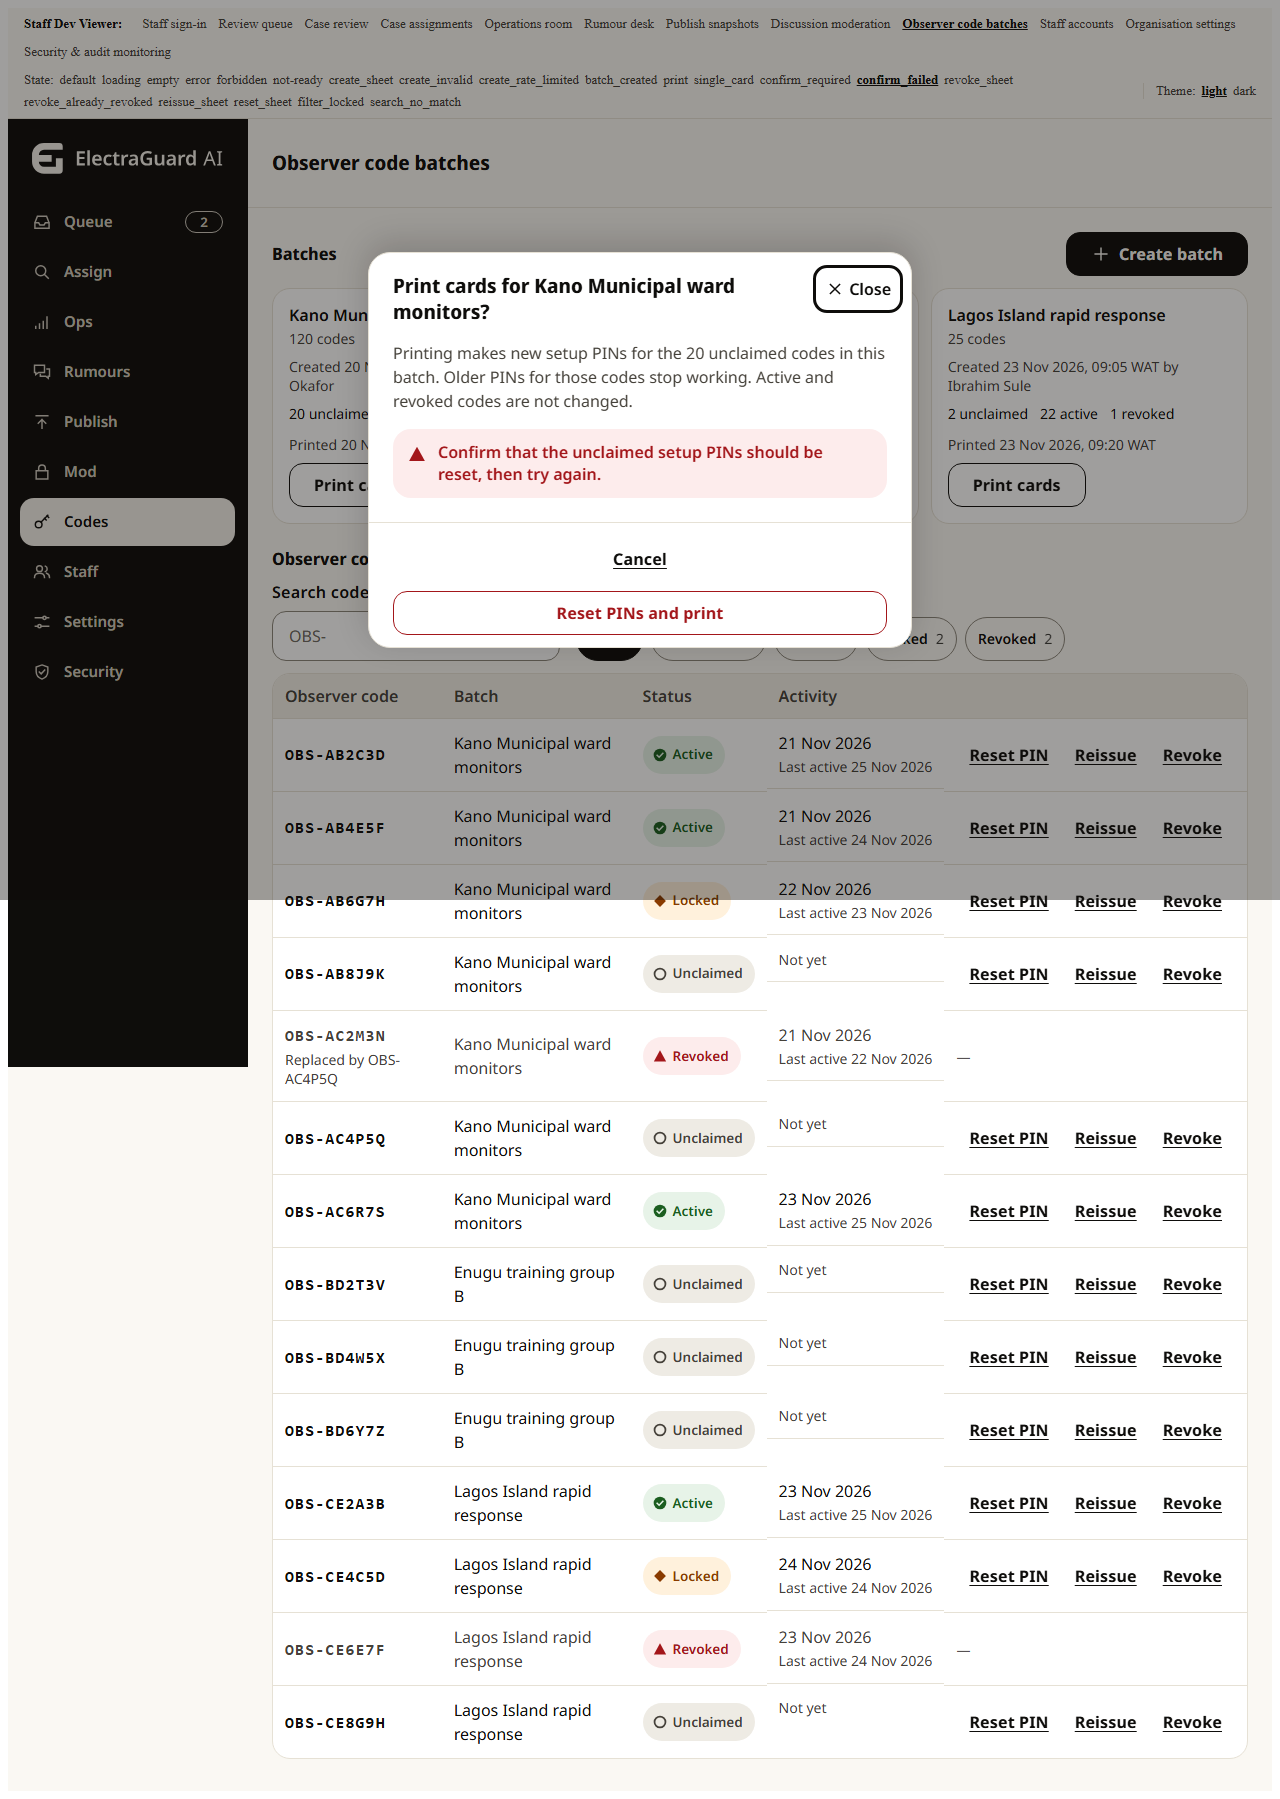 Staff Dev Viewer: Staff sign-in Review queue Case review Case assignments Operations room Rumour desk Publish snapshots Discussion moderation Observer code batches Staff accounts Organisation settings
Security & audit monitoring
State: default loading empty error forbidden not-ready create_sheet create_invalid create_rate_limited batch_created print single_card confirm_required confirm_failed revoke_sheet
revoke_already_revoked reissue_sheet reset_sheet filter_locked search_no_match
Theme: light dark
ElectraGuard AI
Queue 2
Assign
Ops
Rumours
Publish
Mod
Codes
Staff
Settings
Security
Observer code batches
Batches
Create batch
Kano Mun
120 codes
Created 20 N
Okafor
20 unclaime
Printed 20 N
Print c
Lagos Island rapid response
25 codes
Created 23 Nov 2026, 09:05 WAT by
Ibrahim Sule
2 unclaimed 22 active 1 revoked
Printed 23 Nov 2026, 09:20 WAT
Print cards
Print cards for Kano Municipal ward
monitors?
Close
Printing makes new setup PINs for the 20 unclaimed codes in this
batch. Older PINs for those codes stop working. Active and
revoked codes are not changed.
Confirm that the unclaimed setup PINs should be
reset, then try again.
Cancel
Reset PINs and print
Observer co
Search code
OBS-
ked 2
Revoked 2
Observer code Batch Status Activity
OBS-AB2C3D Kano Municipal ward monitors Active 21 Nov 2026 Last active 25 Nov 2026 Reset PIN Reissue Revoke
OBS-AB4E5F Kano Municipal ward monitors Active 21 Nov 2026 Last active 24 Nov 2026 Reset PIN Reissue Revoke
OBS-AB6G7H Kano Municipal ward monitors Locked 22 Nov 2026 Last active 23 Nov 2026 Reset PIN Reissue Revoke
OBS-AB8J9K Kano Municipal ward monitors Unclaimed Not yet Reset PIN Reissue Revoke
OBS-AC2M3N Replaced by OBS-AC4P5Q Kano Municipal ward monitors Revoked 21 Nov 2026 Last active 22 Nov 2026 —
OBS-AC4P5Q Kano Municipal ward monitors Unclaimed Not yet Reset PIN Reissue Revoke
OBS-AC6R7S Kano Municipal ward monitors Active 23 Nov 2026 Last active 25 Nov 2026 Reset PIN Reissue Revoke
OBS-BD2T3V Enugu training group B Unclaimed Not yet Reset PIN Reissue Revoke
OBS-BD4W5X Enugu training group B Unclaimed Not yet Reset PIN Reissue Revoke
OBS-BD6Y7Z Enugu training group B Unclaimed Not yet Reset PIN Reissue Revoke
OBS-CE2A3B Lagos Island rapid response Active 23 Nov 2026 Last active 25 Nov 2026 Reset PIN Reissue Revoke
OBS-CE4C5D Lagos Island rapid response Locked 24 Nov 2026 Last active 24 Nov 2026 Reset PIN Reissue Revoke
OBS-CE6E7F Lagos Island rapid response Revoked 23 Nov 2026 Last active 24 Nov 2026 —
OBS-CE8G9H Lagos Island rapid response Unclaimed Not yet Reset PIN Reissue Revoke